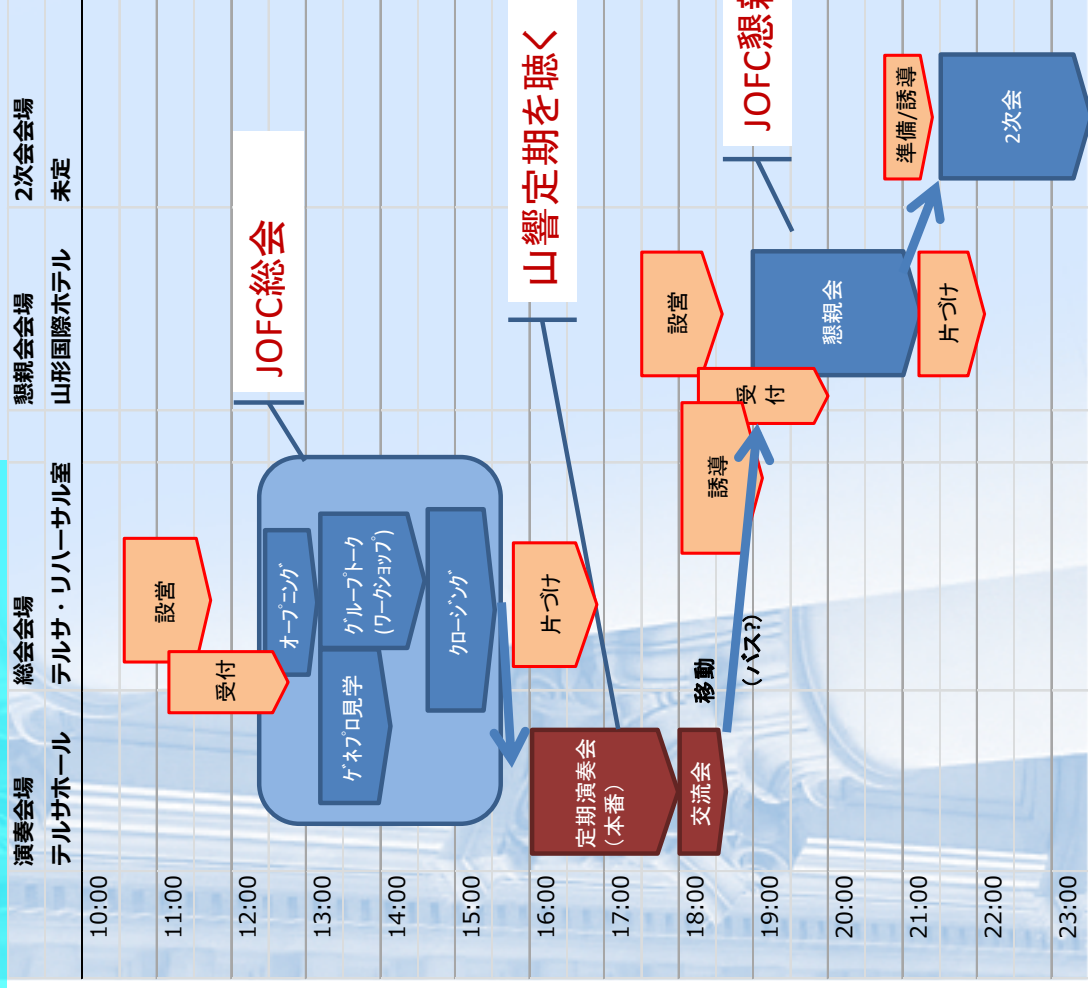 演奏会場
テルサホール
総会会場
テルサ・リハーサル室
懇親会会場
山形国際ホテル
2次会会場
未定
10:00
11:00
12:00
13:00
14:00
15:00
16:00
17:00
18:00
19:00
20:00
21:00
22:00
23:00
設営
受付
JOFC総会
オープニング
ゲネプロ見学
グループトーク
(ワークショップ)
クロージング
片づけ
山響定期を聴く
定期演奏会
(本番)
交流会
移動
(バス?)
誘導
受付
設営
JOFC懇
懇親会
片づけ
準備/誘導
2次会